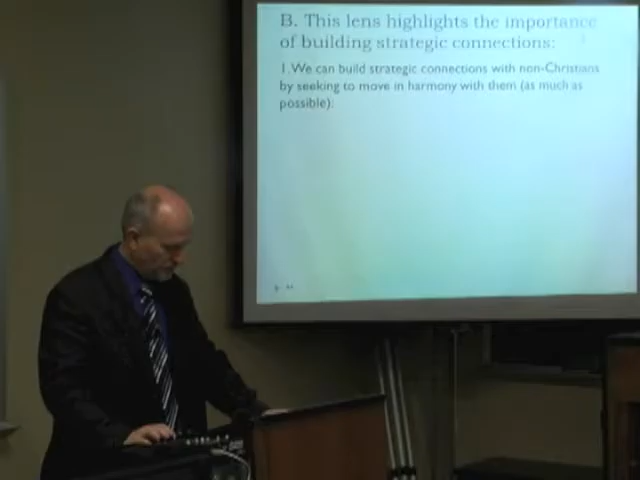 B. This lens highlights the importance
of building strategic connections:
1. We can build strategic connections with non-Christians
by seeking to move in harmony with them (as much as
possible):